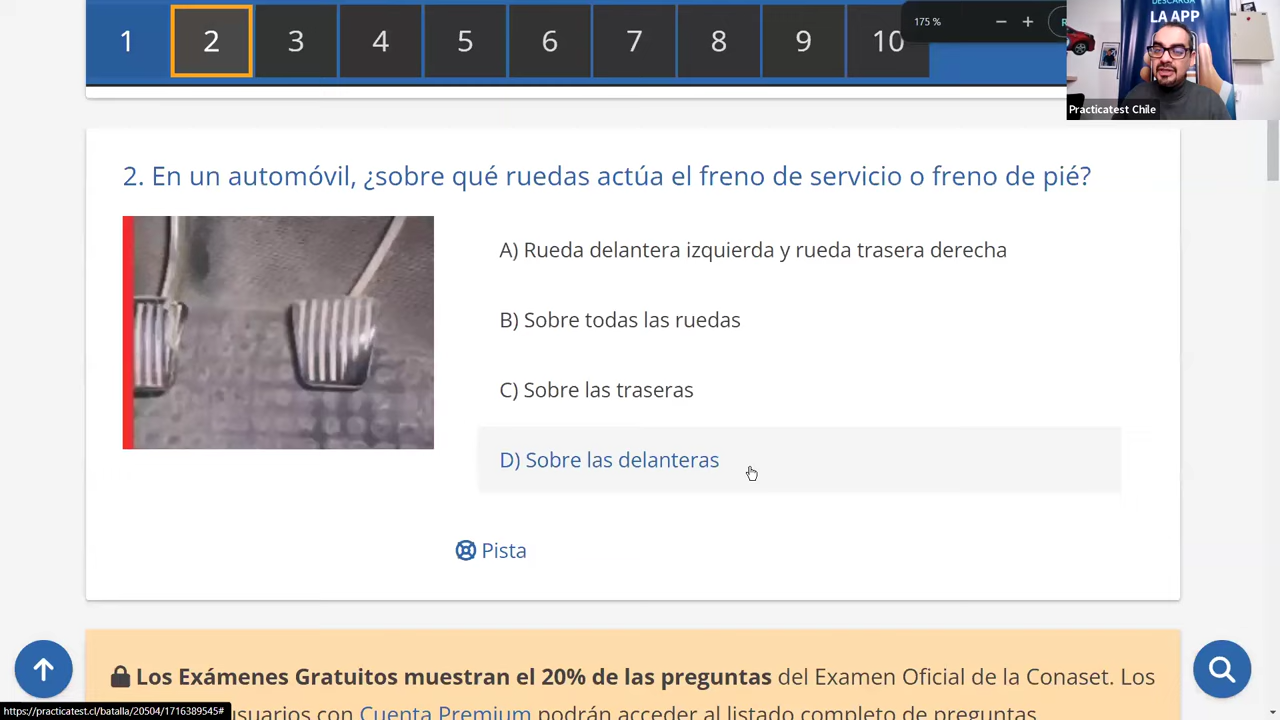 1 2 3 4 5 6 7 8 9 10
175 %
DESCARGA
LA APP
Practicatest Chile
2. En un automóvil, ¿sobre qué ruedas actúa el freno de servicio o freno de pié?
A) Rueda delantera izquierda y rueda trasera derecha
B) Sobre todas las ruedas
C) Sobre las traseras
D) Sobre las delanteras
Pista
Los Exámenes Gratuitos muestran el 20% de las preguntas del Examen Oficial de la Conaset. Los
usuarios con Cuenta Premium podrán acceder al listado completo de preguntas
https://practicatest.cl/batalla/20504/1716389545#